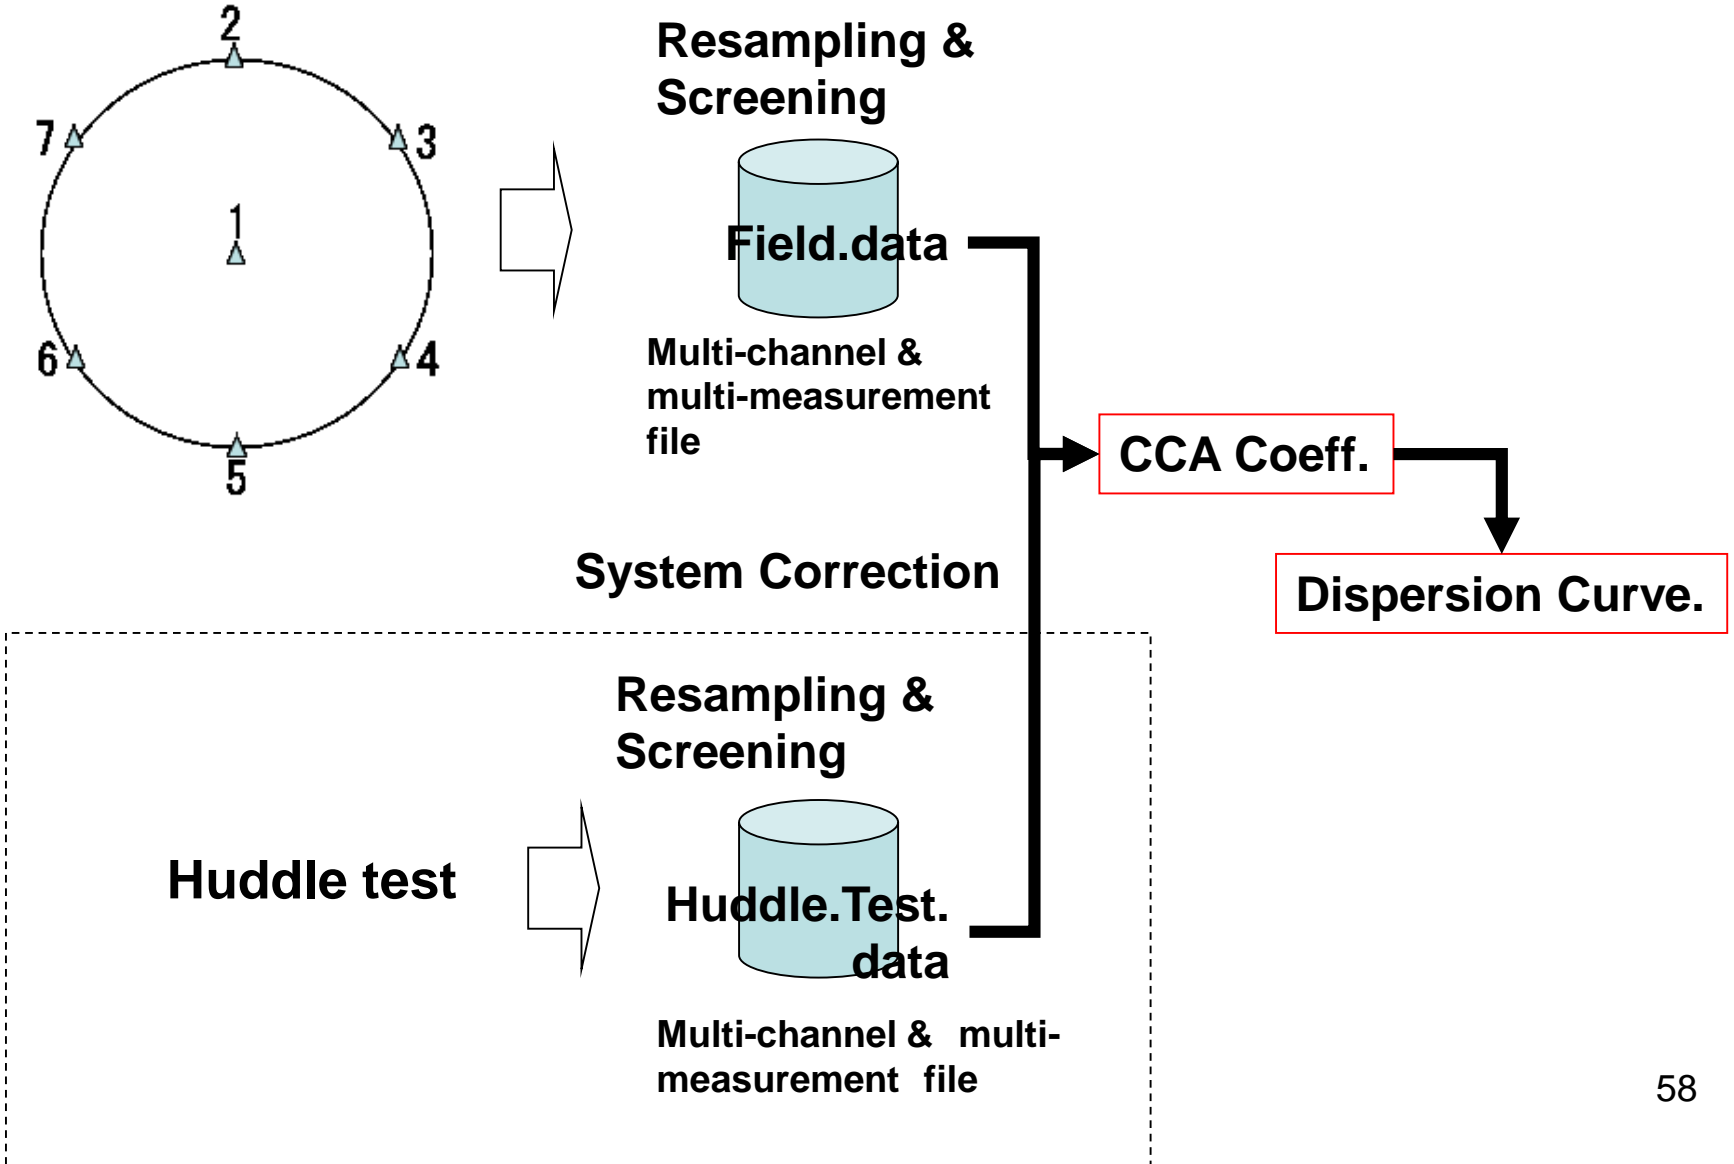 2
7
3
1
6
4
5
Resampling &
Screening
Field.data
Multi-channel &
multi-measurement
file
CCA Coeff.
Dispersion Curve.
System Correction
Resampling &
Screening
Huddle test
Huddle.Test.
data
Multi-channel & multi-
measurement file
58